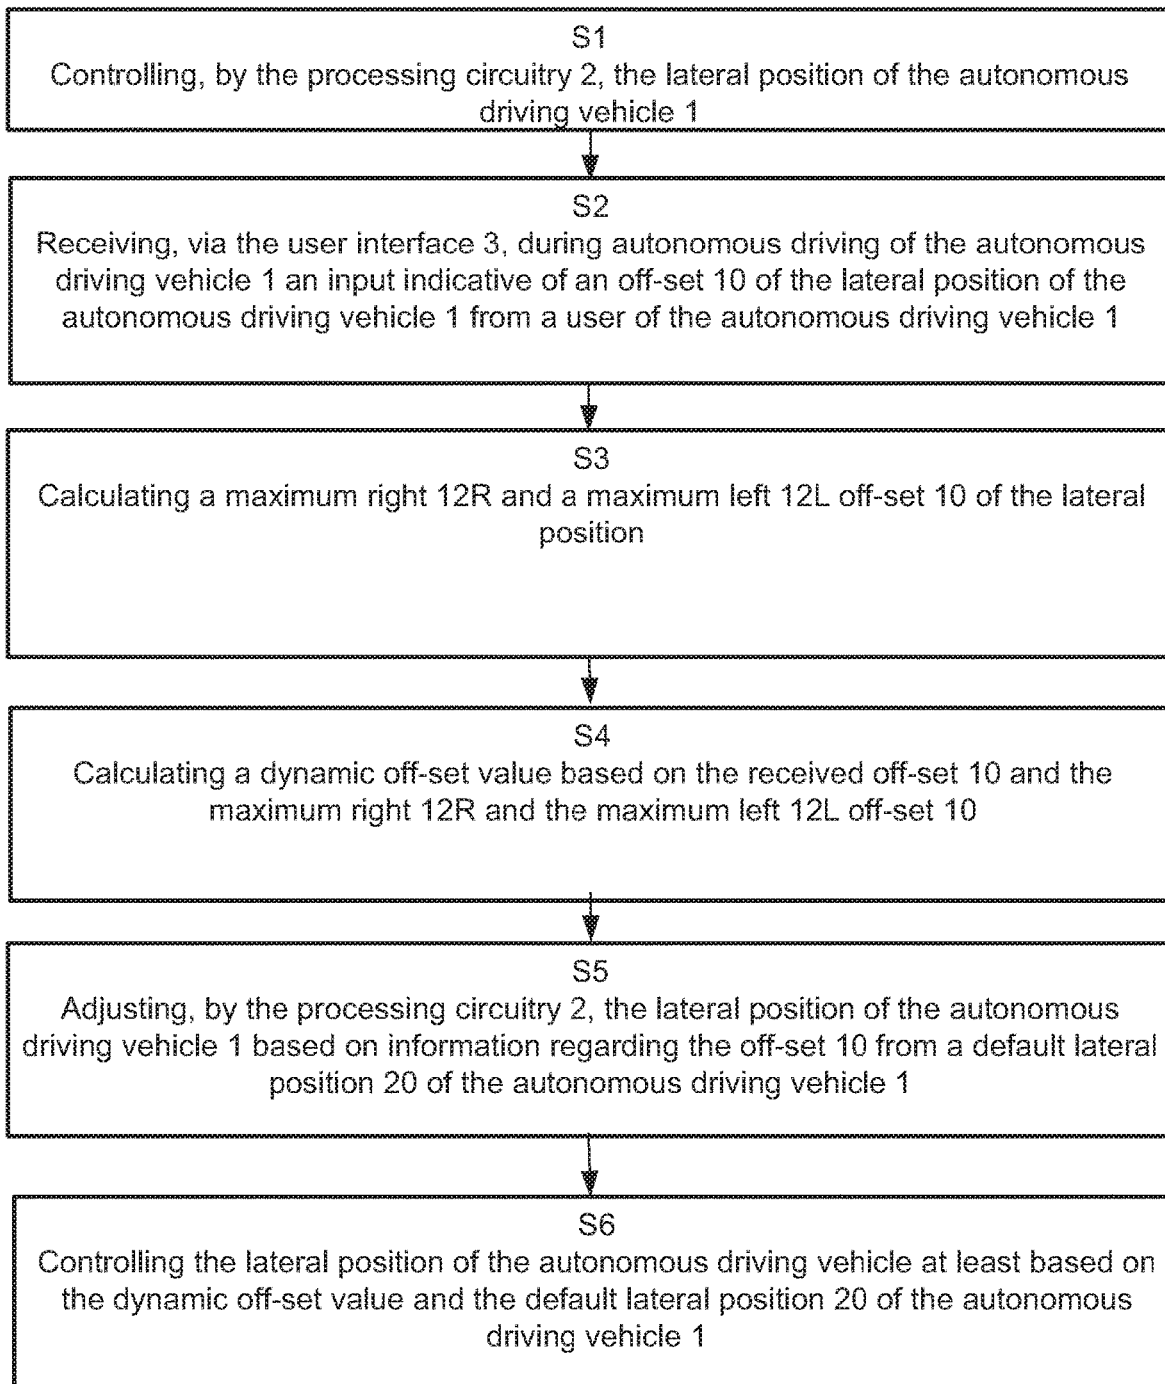 S1
Controlling, by the processing circuitry 2, the lateral position of the autonomous
driving vehicle 1
S2
Receiving, via the user interface 3, during autonomous driving of the autonomous
driving vehicle 1 an input indicative of an off-set 10 of the lateral position of the
autonomous driving vehicle 1 from a user of the autonomous driving vehicle 1
S3
Calculating a maximum right 12R and a maximum left 12L off-set 10 of the lateral
position
S4
Calculating a dynamic off-set value based on the received off-set 10 and the
maximum right 12R and the maximum left 12L off-set 10
S5
Adjusting, by the processing circuitry 2, the lateral position of the autonomous
driving vehicle 1 based on information regarding the off-set 10 from a default lateral
position 20 of the autonomous driving vehicle 1
S6
Controlling the lateral position of the autonomous driving vehicle at least based on
the dynamic off-set value and the default lateral position 20 of the autonomous
driving vehicle 1